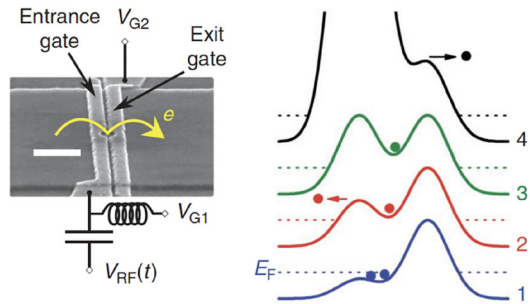 Entrance
gate
V_G2
Exit
gate
e
V_G1
V_RF(t)
4
3
2
E_F
1